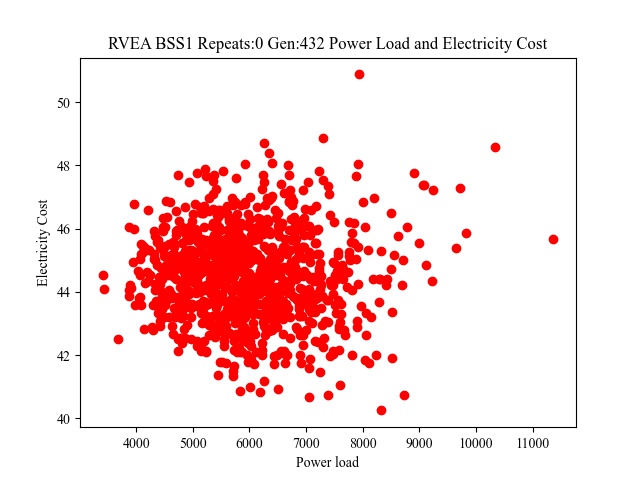 RVEA BSS1 Repeats:0 Gen:432 Power Load and Electricity Cost
50
48
46
44
42
40
Electricity Cost
4000 5000 6000 7000 8000 9000 10000 11000
Power load